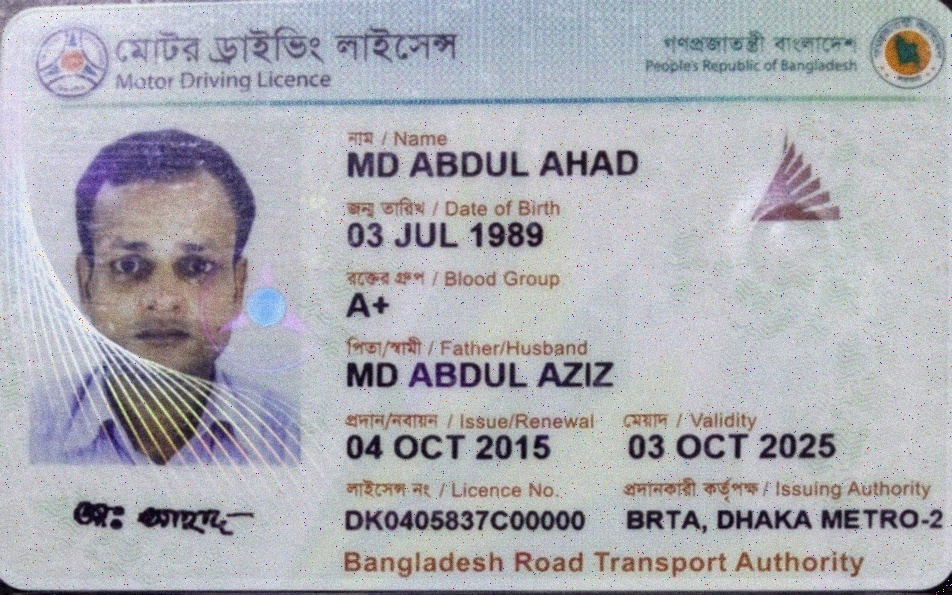 মোটর ড্রাইভিং লাইসেন্স
Motor Driving Licence
গণপ্রজাতন্ত্রী বাংলাদেশ
People's Republic of Bangladesh
নাম / Name
MD ABDUL AHAD
জন্ম তারিখ / Date of Birth
03 JUL 1989
রক্তের গ্রুপ / Blood Group
A+
পিতা/স্বামী / Father/Husband
MD ABDUL AZIZ
প্রদান/নবায়ন / Issue/Renewal
04 OCT 2015
মেয়াদ / Validity
03 OCT 2025
লাইসেন্স নং / Licence No.
DK0405837C00000
প্রদানকারী কর্তৃপক্ষ / Issuing Authority
BRTA, DHAKA METRO-2
মোঃ আহাদ
Bangladesh Road Transport Authority